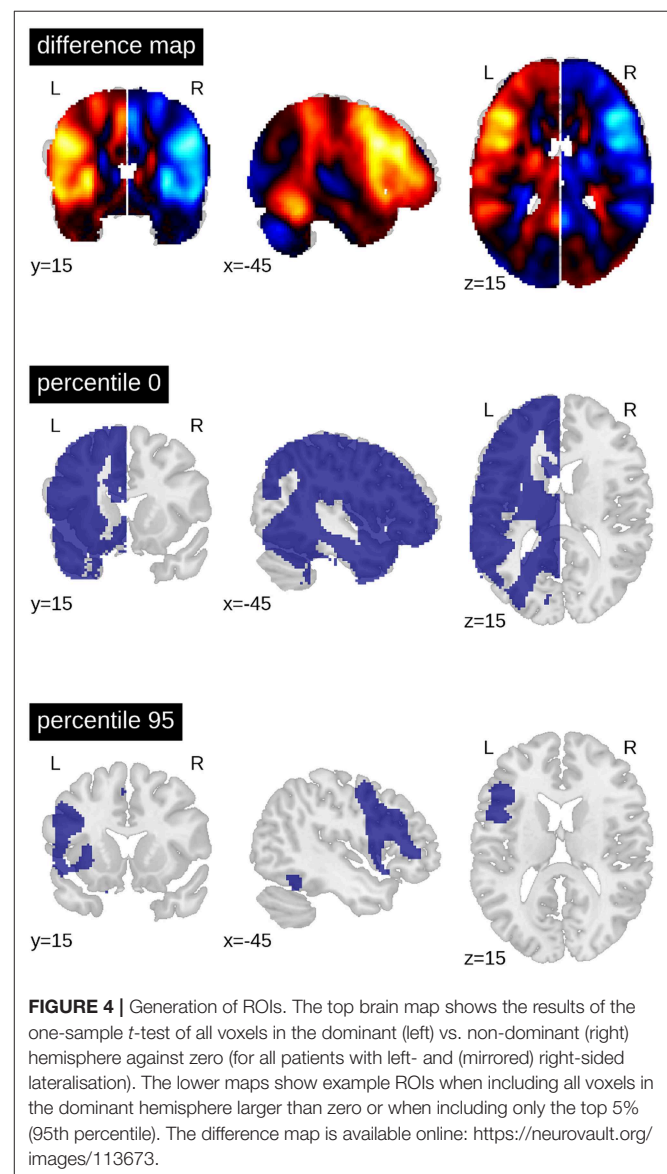 difference map
L R L R
y=15 x=-45 z=15
percentile 0
L R L R
y=15 x=-45 z=15
percentile 95
L R L R
y=15 x=-45 z=15
FIGURE 4 | Generation of ROIs. The top brain map shows the results of the
one-sample t-test of all voxels in the dominant (left) vs. non-dominant (right)
hemisphere against zero (for all patients with left- and (mirrored) right-sided
lateralisation). The lower maps show example ROIs when including all voxels in
the dominant hemisphere larger than zero or when including only the top 5%
(95th percentile). The difference map is available online: https://neurovault.org/
images/113673.